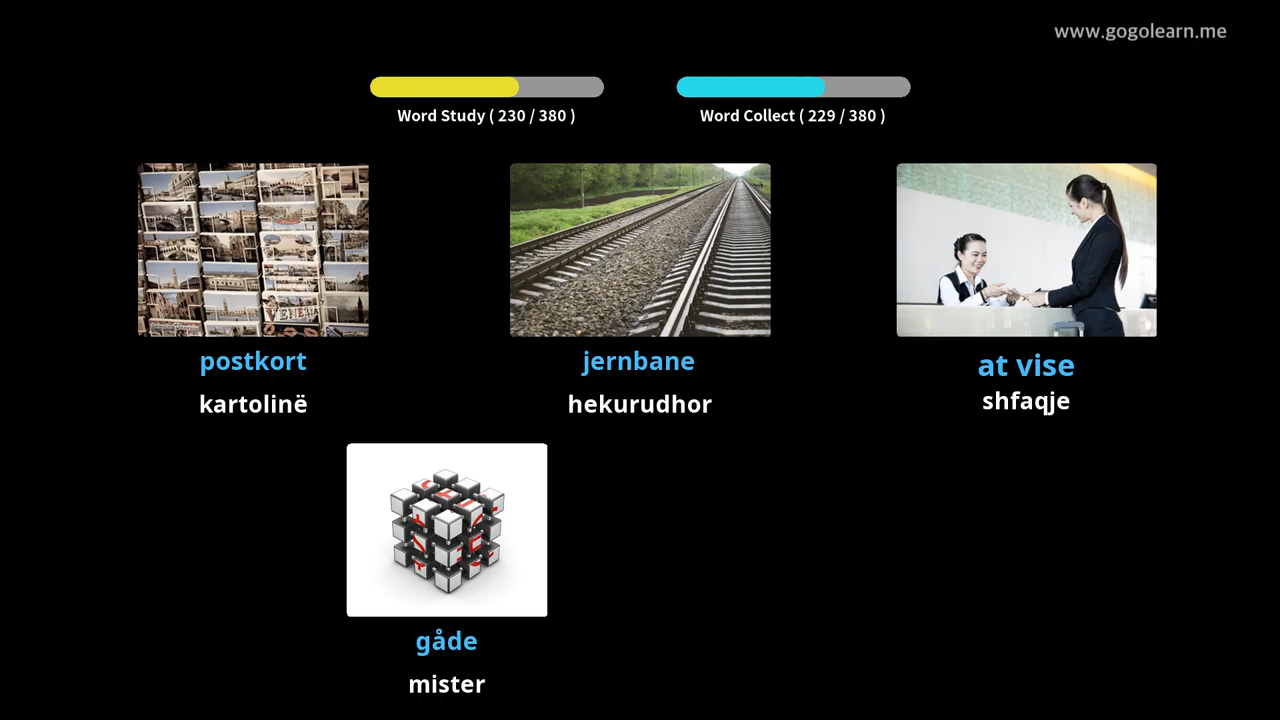 www.gogolearn.me
Word Study ( 230 / 380 )
Word Collect ( 229 / 380 )
postkort
kartolinë
jernbane
hekurudhor
at vise
shfaqje
gåde
mister